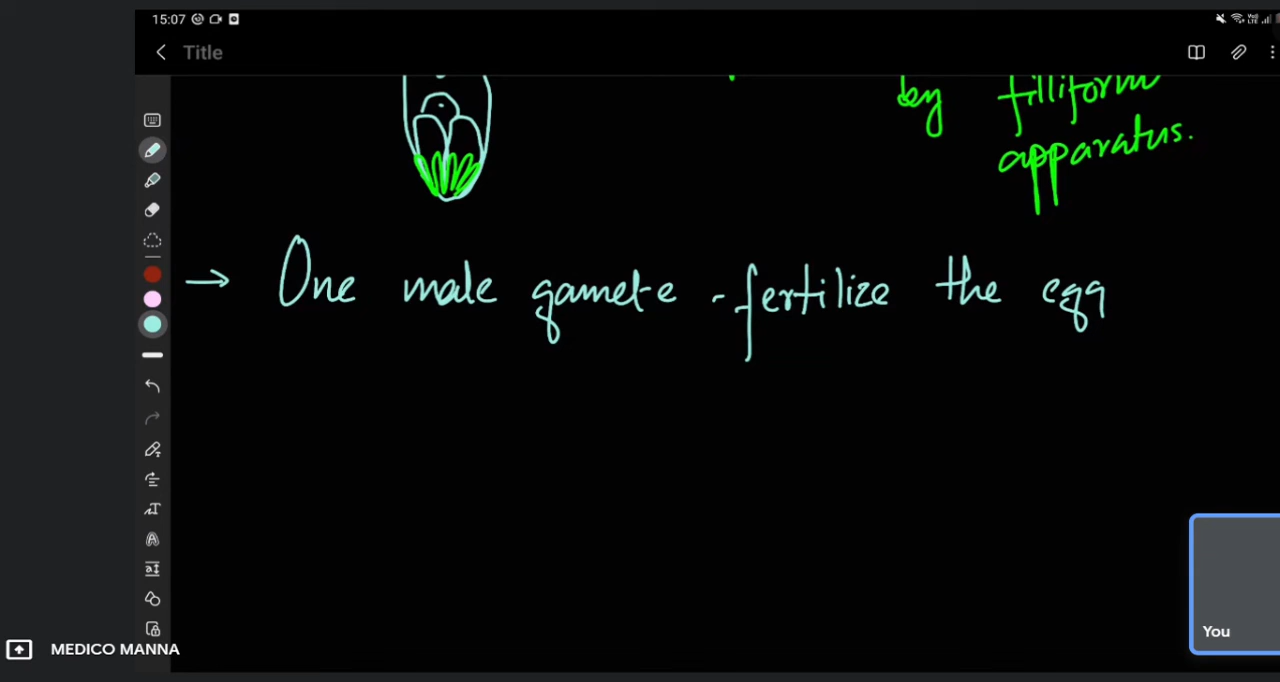 15:07
Title
by filliform
apparatus.
→ One male gamete fertilize the egg
You
MEDICO MANNA